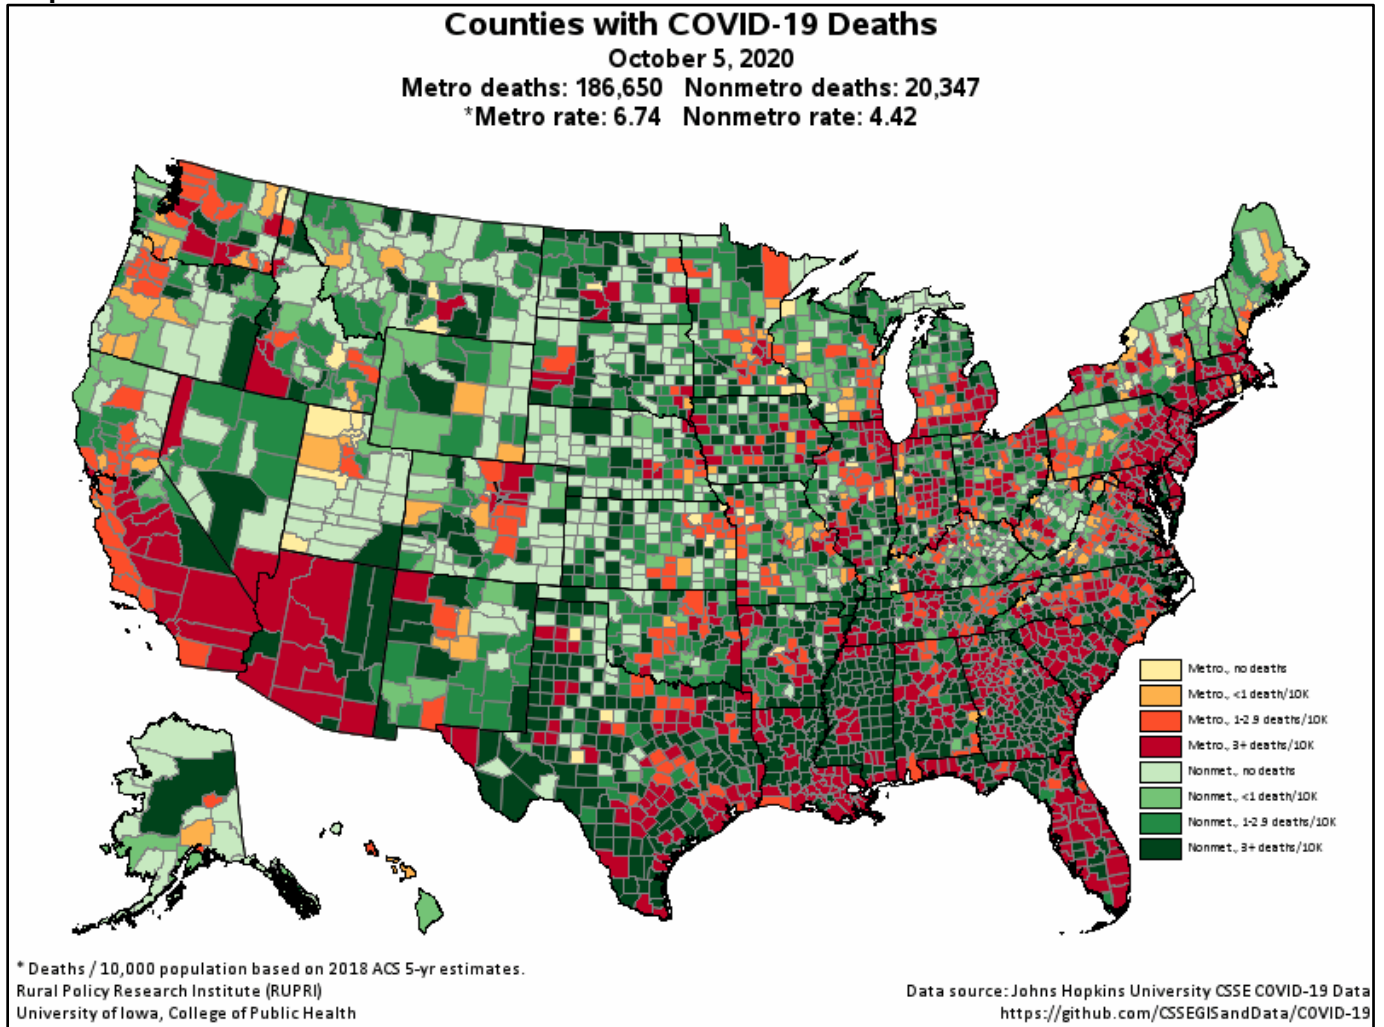 Counties with COVID-19 Deaths
October 5, 2020
Metro deaths: 186,650 Nonmetro deaths: 20,347
*Metro rate: 6.74 Nonmetro rate: 4.42
Metro., no deaths
Metro., <1 death/10K
Metro., 1-2.9 deaths/10K
Metro., 3+ deaths/10K
Nonmet., no deaths
Nonmet., <1 death/10K
Nonmet., 1-2.9 deaths/10K
Nonmet., 3+ deaths/10K
* Deaths / 10,000 population based on 2018 ACS 5-yr estimates.
Rural Policy Research Institute (RUPRI)
University of Iowa, College of Public Health
Data source: Johns Hopkins University CSSE COVID-19 Data
https://github.com/CSSEGISandData/COVID-19